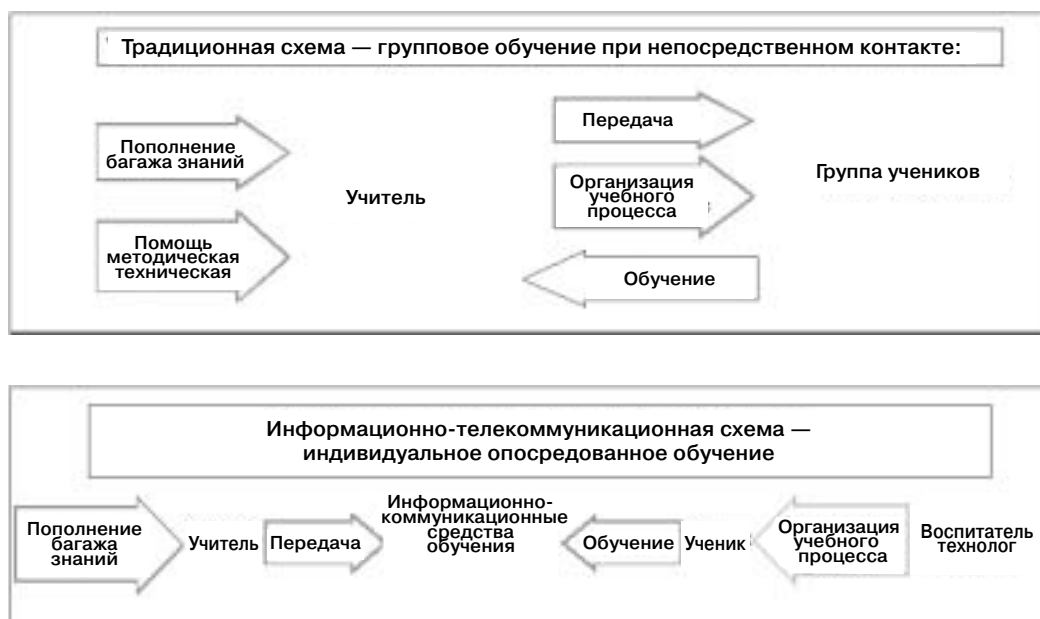 Традиционная схема — групповое обучение при непосредственном контакте:
Пополнение
багажа знаний
Помощь
методическая
техническая
Учитель
Передача
Организация
учебного
процесса
Обучение
Группа учеников
Информационно-телекоммуникационная схема —
индивидуальное опосредованное обучение
Пополнение
багажа
знаний
Учитель
Передача
Информационно-
коммуникационные
средства
обучения
Обучение
Ученик
Организация
учебного
процесса
Воспитатель
технолог